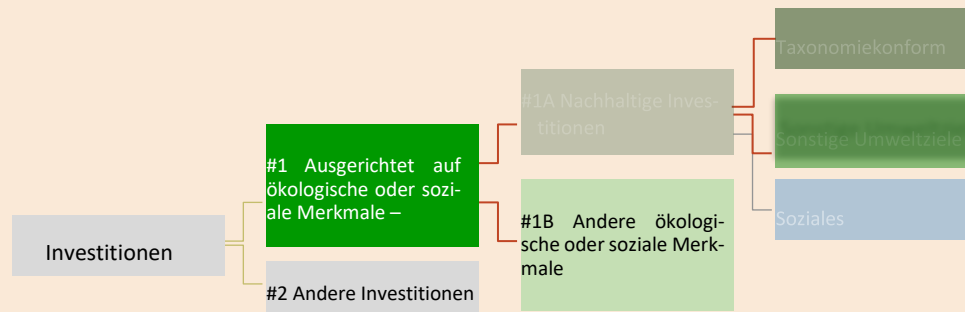 Taxonomiekonform
#1A Nachhaltige Inves-
titionen
Sonstige Umweltziele
#1 Ausgerichtet auf
ökologische oder sozi-
ale Merkmale –
#1B Andere ökologi-
sche oder soziale Merk-
male
Soziales
Investitionen
#2 Andere Investitionen